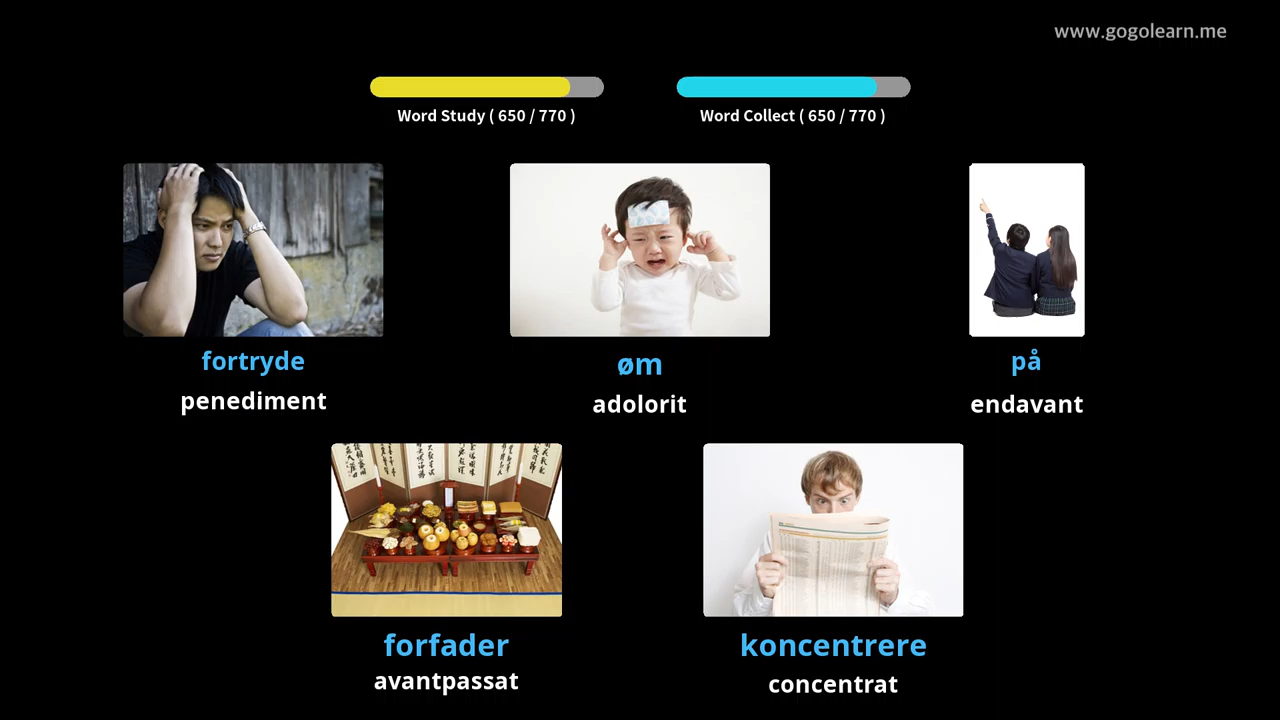 www.gogolearn.me
Word Study ( 650 / 770 )
Word Collect ( 650 / 770 )
fortryde
øm
på
penediment
adolorit
endavant
forfader
koncentrere
avantpassat
concentrat